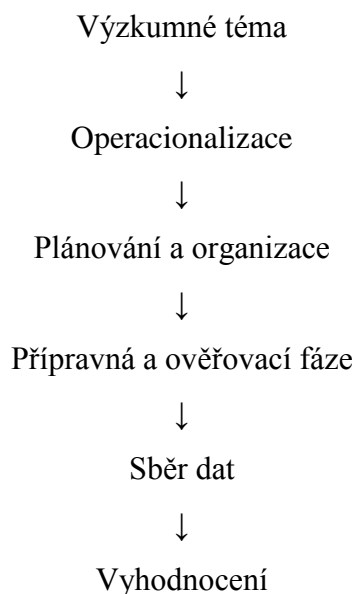 Výzkumné téma
↓
Operacionalizace
↓
Plánování a organizace
↓
Přípravná a ověřovací fáze
↓
Sběr dat
↓
Vyhodnocení